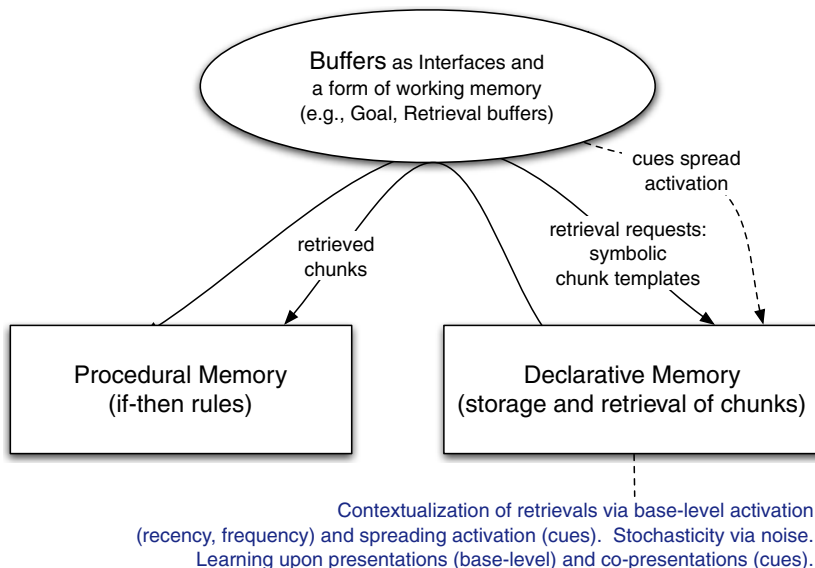 Buffers as Interfaces and
a form of working memory
(e.g., Goal, Retrieval buffers)
cues spread
activation
retrieved
chunks
retrieval requests:
symbolic
chunk templates
Procedural Memory
(if-then rules)
Declarative Memory
(storage and retrieval of chunks)
Contextualization of retrievals via base-level activation
(recency, frequency) and spreading activation (cues). Stochasticity via noise.
Learning upon presentations (base-level) and co-presentations (cues).